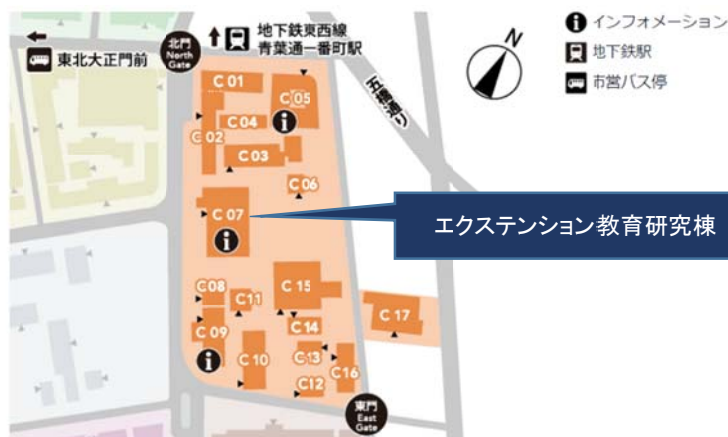 インフォメーション
地下鉄駅
市営バス停
地下鉄東西線
青葉通一番町駅
北門
North
Gate
東北大正門前
N
五橋通り
C 01
C 05
C 04
C 02
C 03
C 06
C 07
エクステンション教育研究棟
C 15
C08
C11
C 17
C 14
C 09
C 10
C13
C16
C12
東門
East
Gate